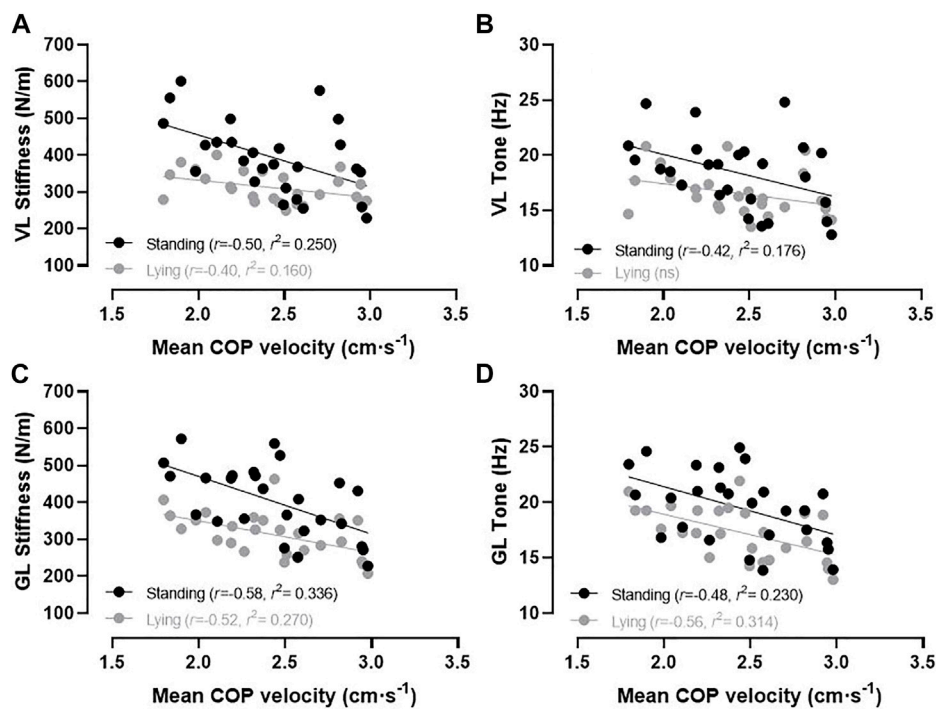 A
VL Stiffness (N/m)
700
600
500
400
300
200
100
Standing (r=-0.50, r²= 0.250)
Lying (r=-0.40, r²= 0.160)
1.5 2.0 2.5 3.0 3.5
Mean COP velocity (cm·s⁻¹)
B
VL Tone (Hz)
30
25
20
15
10
Standing (r=-0.42, r²= 0.176)
Lying (ns)
1.5 2.0 2.5 3.0 3.5
Mean COP velocity (cm·s⁻¹)
C
GL Stiffness (N/m)
700
600
500
400
300
200
100
Standing (r=-0.58, r²= 0.336)
Lying (r=-0.52, r²= 0.270)
1.5 2.0 2.5 3.0 3.5
Mean COP velocity (cm·s⁻¹)
D
GL Tone (Hz)
30
25
20
15
10
Standing (r=-0.48, r²= 0.230)
Lying (r=-0.56, r²= 0.314)
1.5 2.0 2.5 3.0 3.5
Mean COP velocity (cm·s⁻¹)